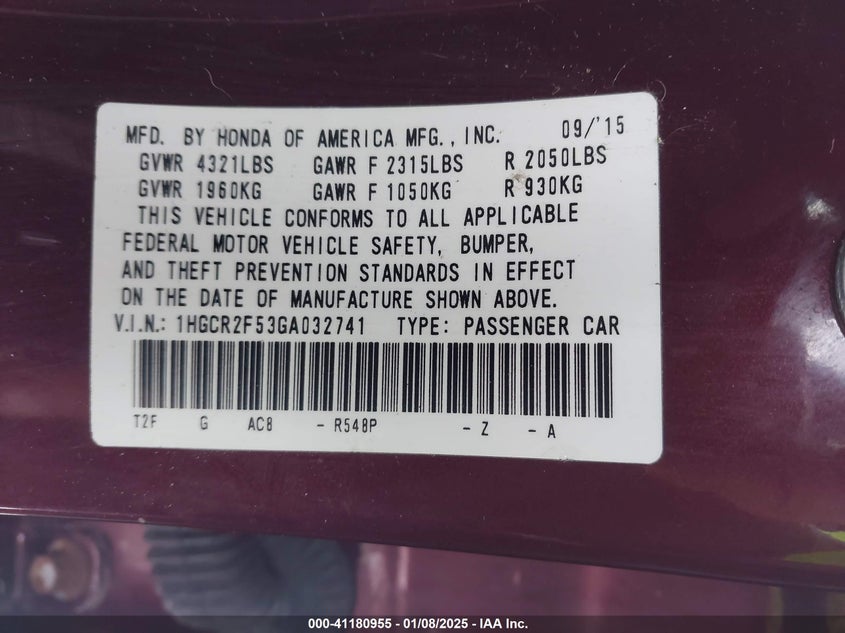 MFD. BY HONDA OF AMERICA MFG., INC. 09/'15
GVWR 4321LBS GAWR F 2315LBS R 2050LBS
GVWR 1960KG GAWR F 1050KG R 930KG
THIS VEHICLE CONFORMS TO ALL APPLICABLE
FEDERAL MOTOR VEHICLE SAFETY, BUMPER,
AND THEFT PREVENTION STANDARDS IN EFFECT
ON THE DATE OF MANUFACTURE SHOWN ABOVE.
V.I.N.: 1HGCR2F53GA032741 TYPE: PASSENGER CAR
T2F G AC8 - R548P - Z - A
000-41180955 | 01/08/2025 - IAA Inc.